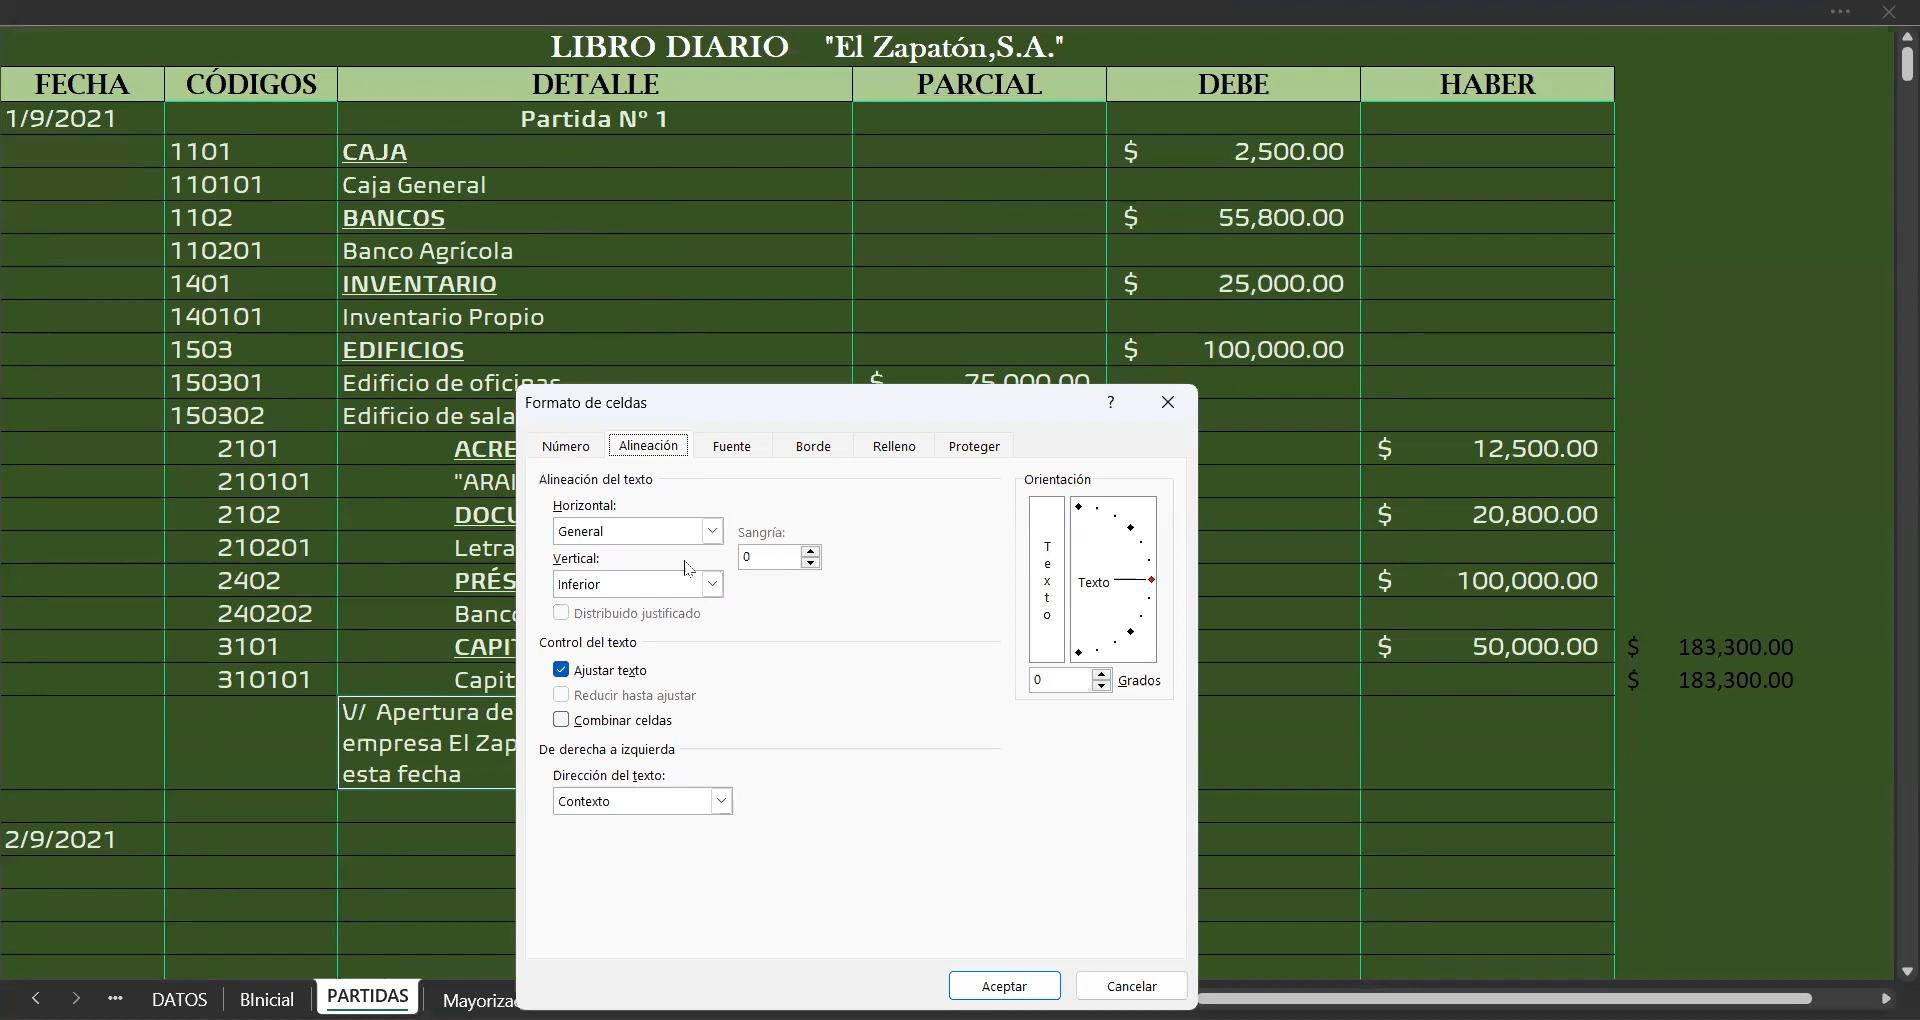 LIBRO DIARIO "El Zapatón,S.A."
FECHA CÓDIGOS DETALLE PARCIAL DEBE HABER
1/9/2021 Partida Nº 1
1101 CAJA $ 2,500.00
110101 Caja General
1102 BANCOS $ 55,800.00
110201 Banco Agrícola
1401 INVENTARIO $ 25,000.00
140101 Inventario Propio
1503 EDIFICIOS $ 100,000.00
150301 Edificio de oficinas $ 75,000.00
150302 Edificio de sala
2101 ACRE $ 12,500.00
210101 "ARA
2102 DOCU $ 20,800.00
210201 Letra
2402 PRÉS $ 100,000.00
240202 Banc
3101 CAPI $ 50,000.00 $ 183,300.00
310101 Capit $ 183,300.00
V/ Apertura de
empresa El Zap
esta fecha
2/9/2021
Formato de celdas ?
Número Alineación Fuente Borde Relleno Proteger
Alineación del texto
Horizontal:
General
Sangría:
0
Vertical:
Inferior
Distribuido justificado
Control del texto
Ajustar texto
Reducir hasta ajustar
Combinar celdas
De derecha a izquierda
Dirección del texto:
Contexto
Orientación
T
e
x
t
o
Texto
0 Grados
Aceptar Cancelar
DATOS BInicial PARTIDAS Mayoriza